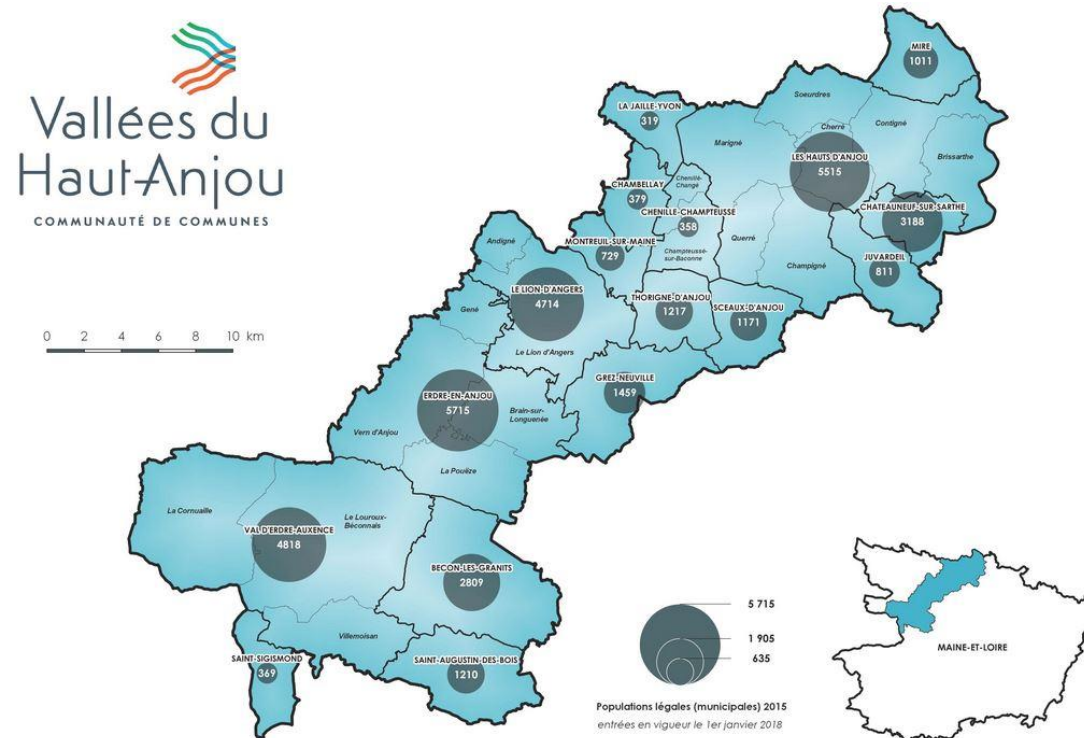 Vallées du
Haut-Anjou
COMMUNAUTÉ DE COMMUNES
0 2 4 6 8 10 km
MIRE
1011
Soeurdres
LA JAILLE-YVON
319
Marigné
Cherré
Contigné
LES HAUTS D'ANJOU
5515
Brissarthe
Chenillé-
Changé
CHAMBELLAY
379
CHENILLE-CHAMPTEUSSE
358
CHATEAUNEUF-SUR-SARTHE
3188
Andigné
MONTREUIL-SUR-MAINE
729
Champteussé-
sur-Baconne
Querré
Champigné
JUVARDEIL
811
LE LION-D'ANGERS
4714
THORIGNE-D'ANJOU
1217
SCEAUX-D'ANJOU
1171
Gené
Le Lion d'Angers
GREZ-NEUVILLE
1459
ERDRE-EN-ANJOU
5715
Brain-sur-
Longuenée
Vern d'Anjou
La Pouëze
La Cornuaille
Le Louroux-
Béconnais
VAL D'ERDRE-AUXENCE
4818
BECON-LES-GRANITS
2809
Villemoisan
SAINT-SIGISMOND
369
SAINT-AUGUSTIN-DES-BOIS
1210
5 715
1 905
635
Populations légales (municipales) 2015
entrées en vigueur le 1er janvier 2018
MAINE-ET-LOIRE